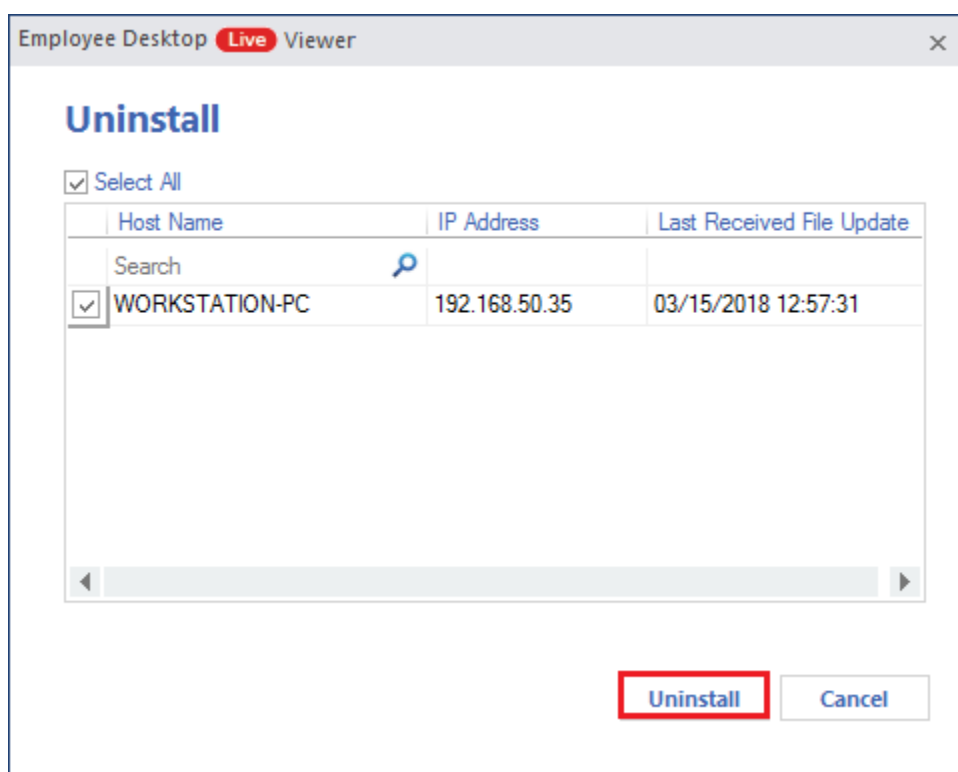 Employee Desktop Live Viewer
Uninstall
Select All
Host Name IP Address Last Received File Update
Search
WORKSTATION-PC 192.168.50.35 03/15/2018 12:57:31
Uninstall Cancel